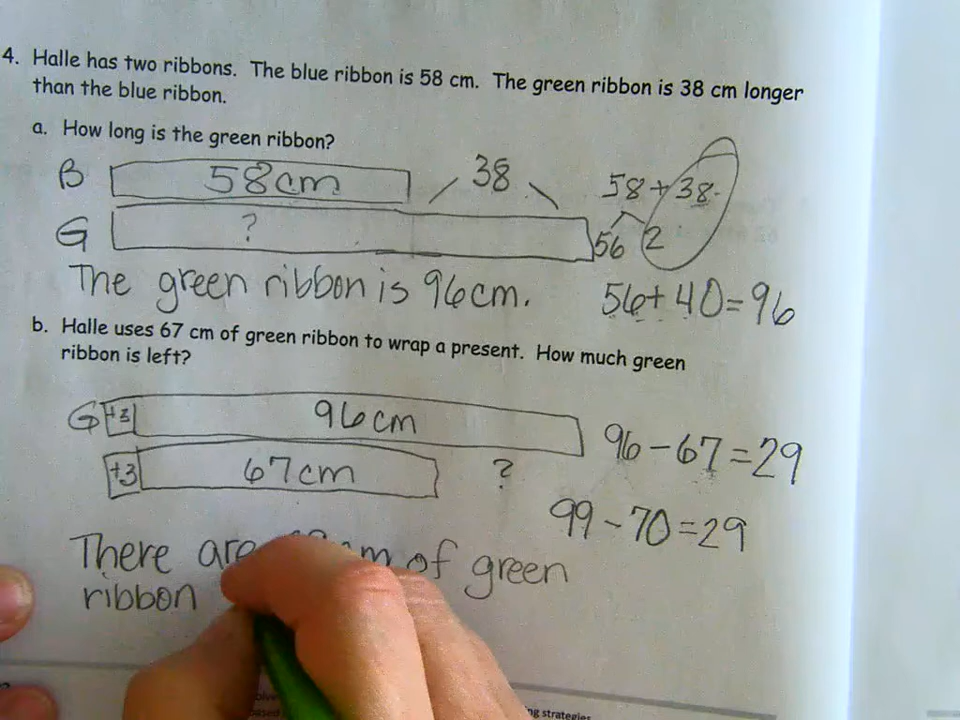 4. Halle has two ribbons. The blue ribbon is 58 cm. The green ribbon is 38 cm longer
than the blue ribbon.
a. How long is the green ribbon?
B 58cm 38 58+38
G ? 56 2
The green ribbon is 96cm. 56+40=96
b. Halle uses 67 cm of green ribbon to wrap a present. How much green
ribbon is left?
G +3 96cm 96-67=29
+3 67cm ?
99-70=29
There are cm of green
ribbon
ng strategies